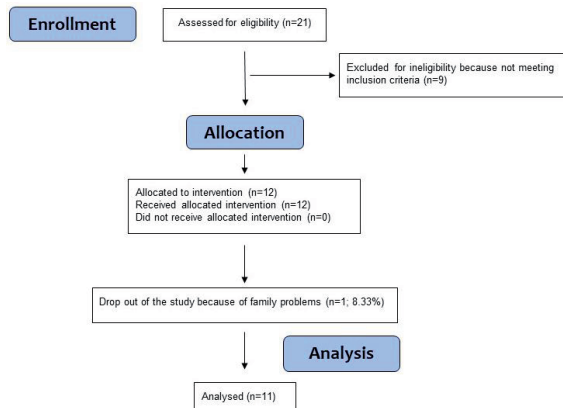 Enrollment
Assessed for eligibility (n=21)
Excluded for ineligibility because not meeting
inclusion criteria (n=9)
Allocation
Allocated to intervention (n=12)
Received allocated intervention (n=12)
Did not receive allocated intervention (n=0)
Drop out of the study because of family problems (n=1; 8.33%)
Analysis
Analysed (n=11)